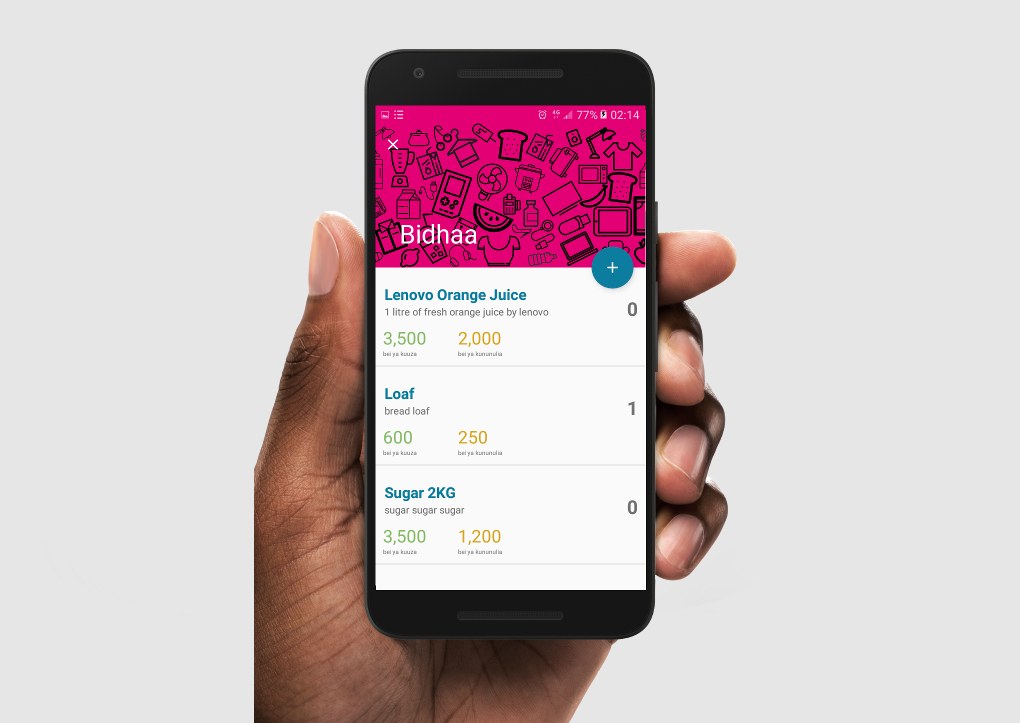 4G 77% 02:14
Bidhaa
+
Lenovo Orange Juice
1 litre of fresh orange juice by lenovo
0
3,500 2,000
bei ya kuuza bei ya kununulia
Loaf
bread loaf
1
600 250
bei ya kuuza bei ya kununulia
Sugar 2KG
sugar sugar sugar
0
3,500 1,200
bei ya kuuza bei ya kununulia